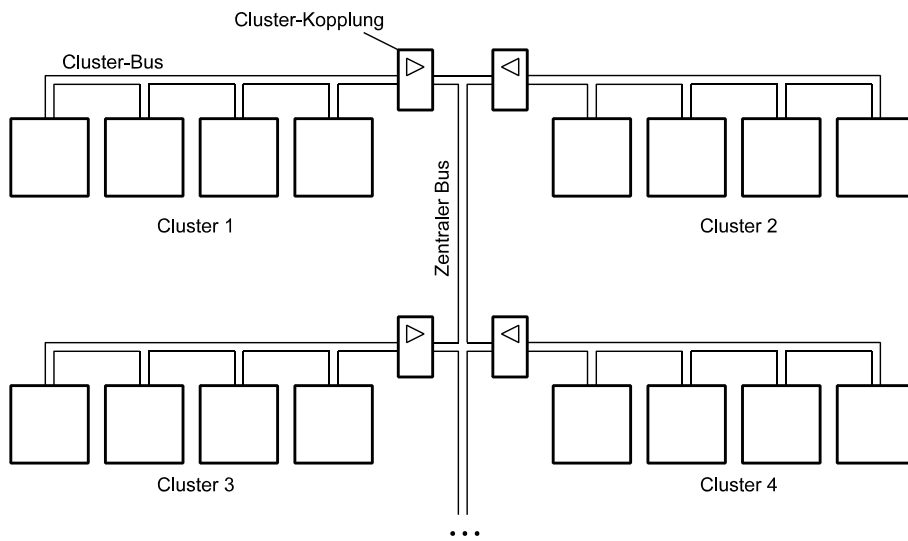 Cluster-Kopplung
Cluster-Bus
Cluster 1
Zentraler Bus
Cluster 2
Cluster 3
Cluster 4
...